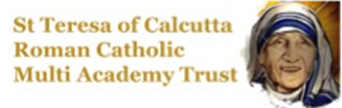 St Teresa of Calcutta
Roman Catholic
Multi Academy Trust